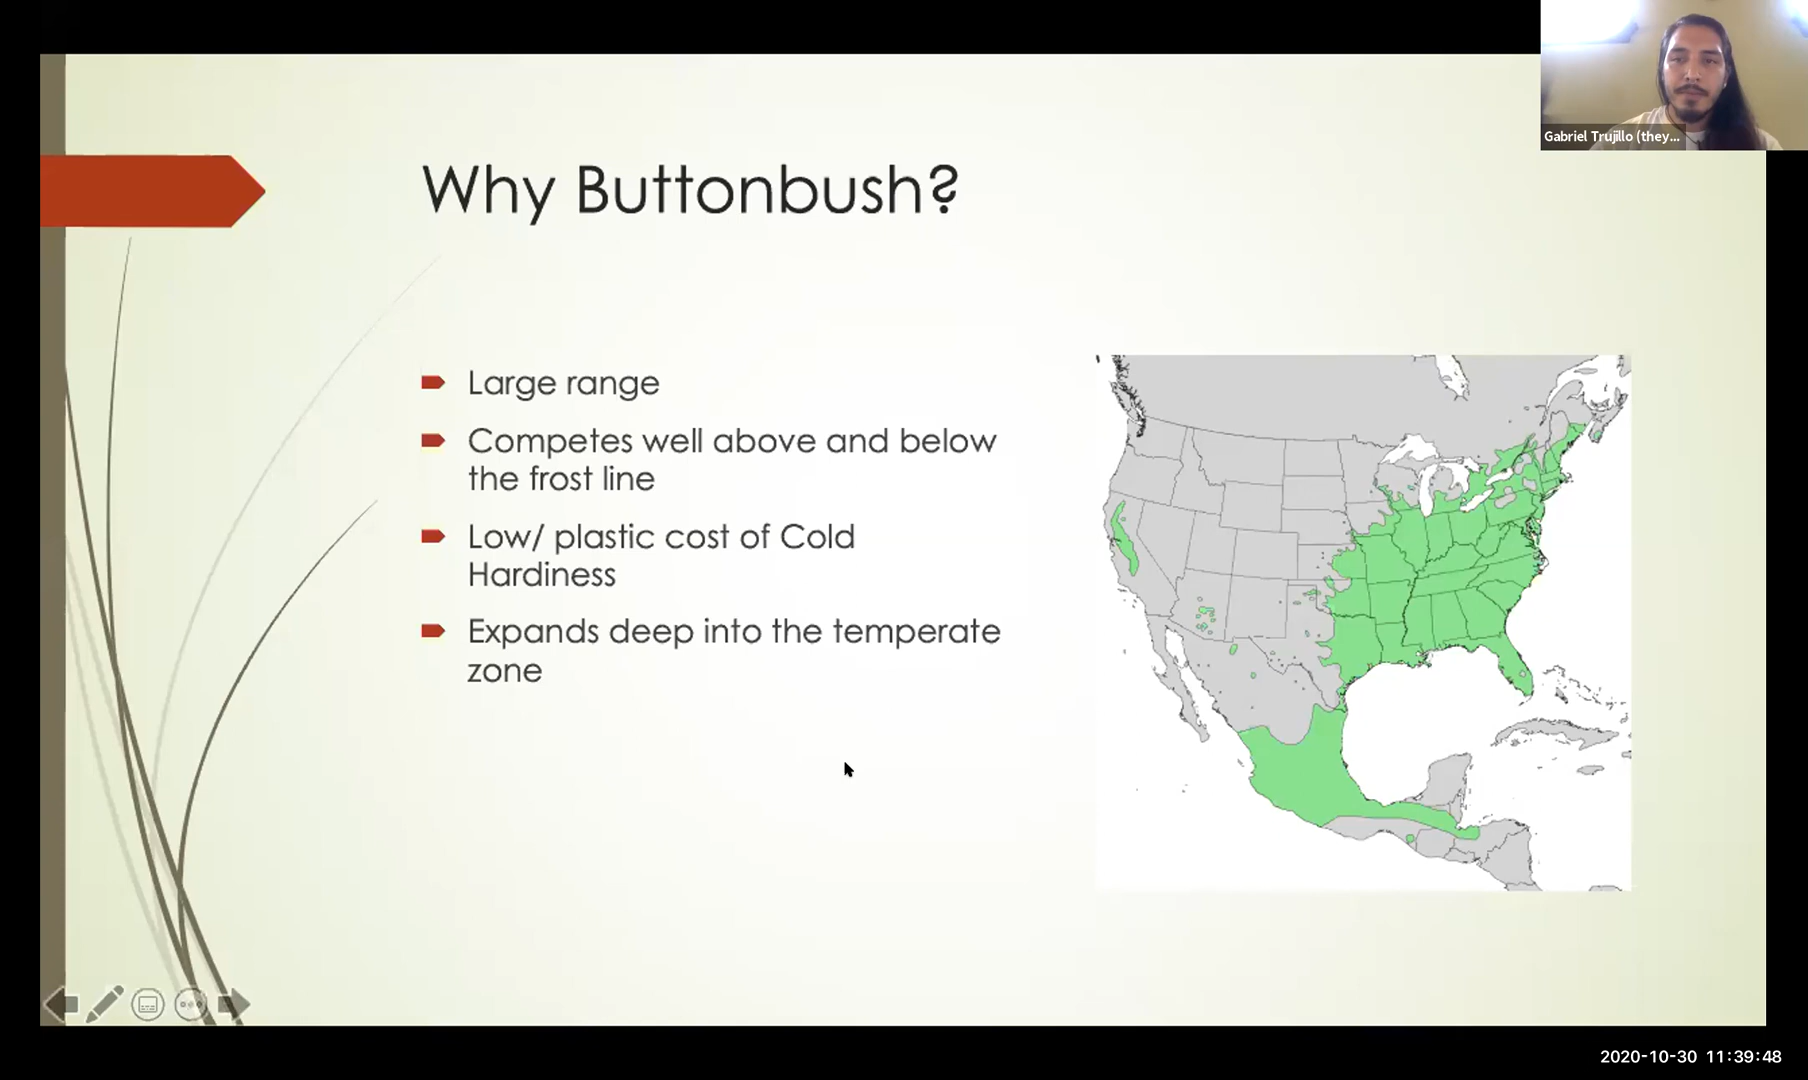 Gabriel Trujillo (they...
Why Buttonbush?
Large range
Competes well above and below
the frost line
Low/ plastic cost of Cold
Hardiness
Expands deep into the temperate
zone
2020-10-30 11:39:48